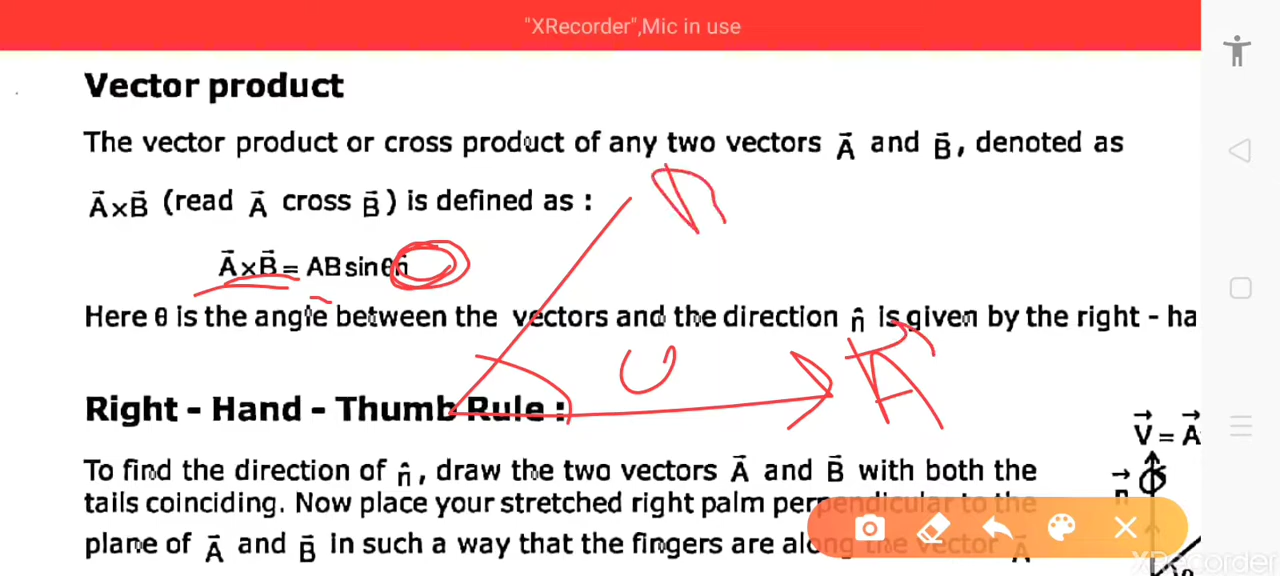 "XRecorder",Mic in use
Vector product
The vector product or cross product of any two vectors A⃗ and B⃗, denoted as
A⃗×B⃗ (read A⃗ cross B⃗) is defined as :
A⃗×B⃗ = AB sinθn̂
Here θ is the angle between the vectors and the direction n̂ is given by the right - ha
Right - Hand - Thumb Rule :
A⃗
V⃗ = A⃗
To find the direction of n̂, draw the two vectors A⃗ and B⃗ with both the
n⃗
tails coinciding. Now place your stretched right palm perpendicular to the
plane of A⃗ and B⃗ in such a way that the fingers are along the vector A⃗
XRecorder